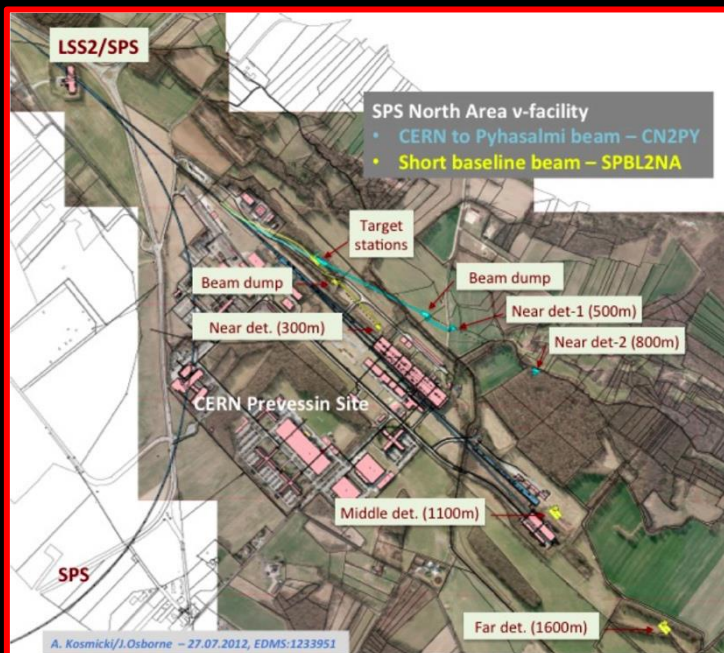 LSS2/SPS
SPS North Area ν-facility
• CERN to Pyhasalmi beam – CN2PY
• Short baseline beam – SPBL2NA
Target
stations
Beam dump
Beam dump
Near det. (300m)
Near det-1 (500m)
Near det-2 (800m)
CERN Prevessin Site
Middle det. (1100m)
SPS
Far det. (1600m)
A. Kosmicki/J.Osborne – 27.07.2012, EDMS:1233951